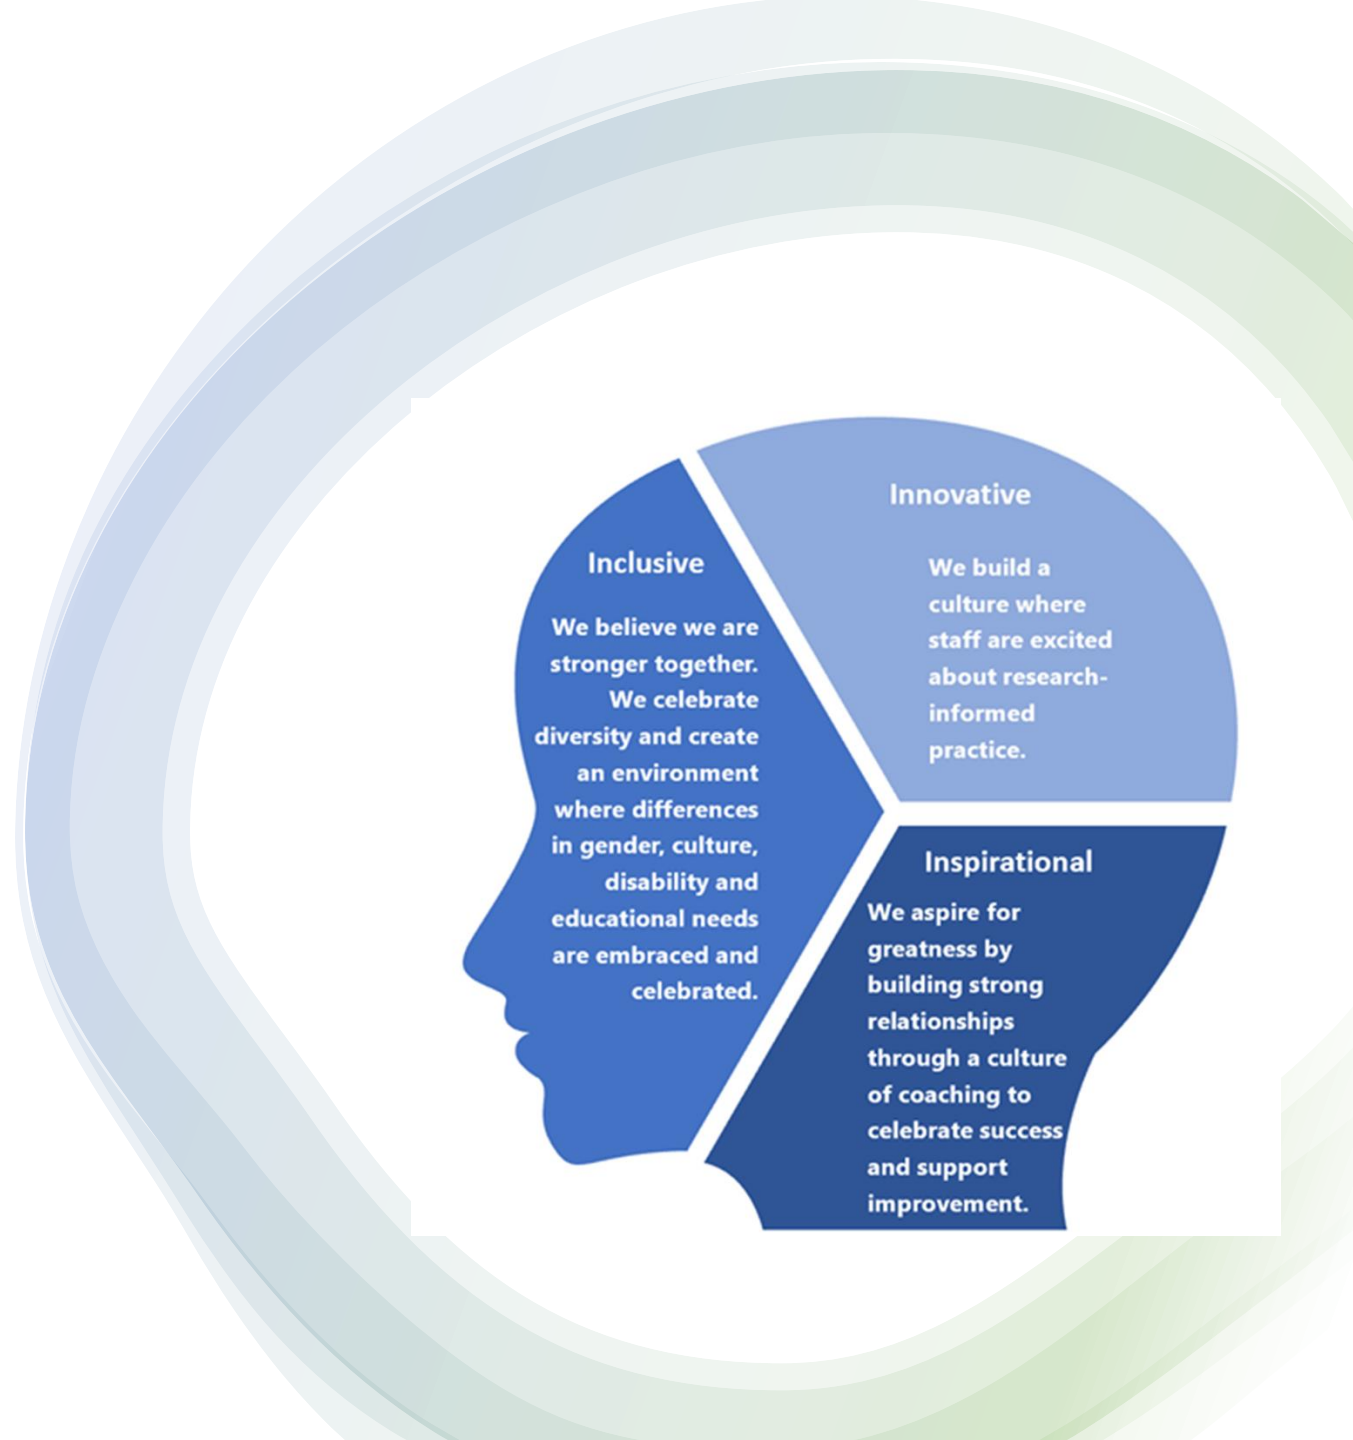 Inclusive
We believe we are
stronger together.
We celebrate
diversity and create
an environment
where differences
in gender, culture,
disability and
educational needs
are embraced and
celebrated.
Innovative
We build a
culture where
staff are excited
about research-
informed
practice.
Inspirational
We aspire for
greatness by
building strong
relationships
through a culture
of coaching to
celebrate success
and support
improvement.